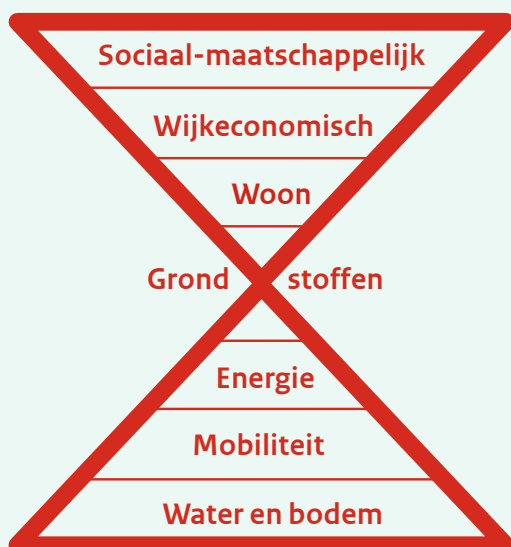 Sociaal-maatschappelijk
Wijkeconomisch
Woon
Grond stoffen
Energie
Mobiliteit
Water en bodem